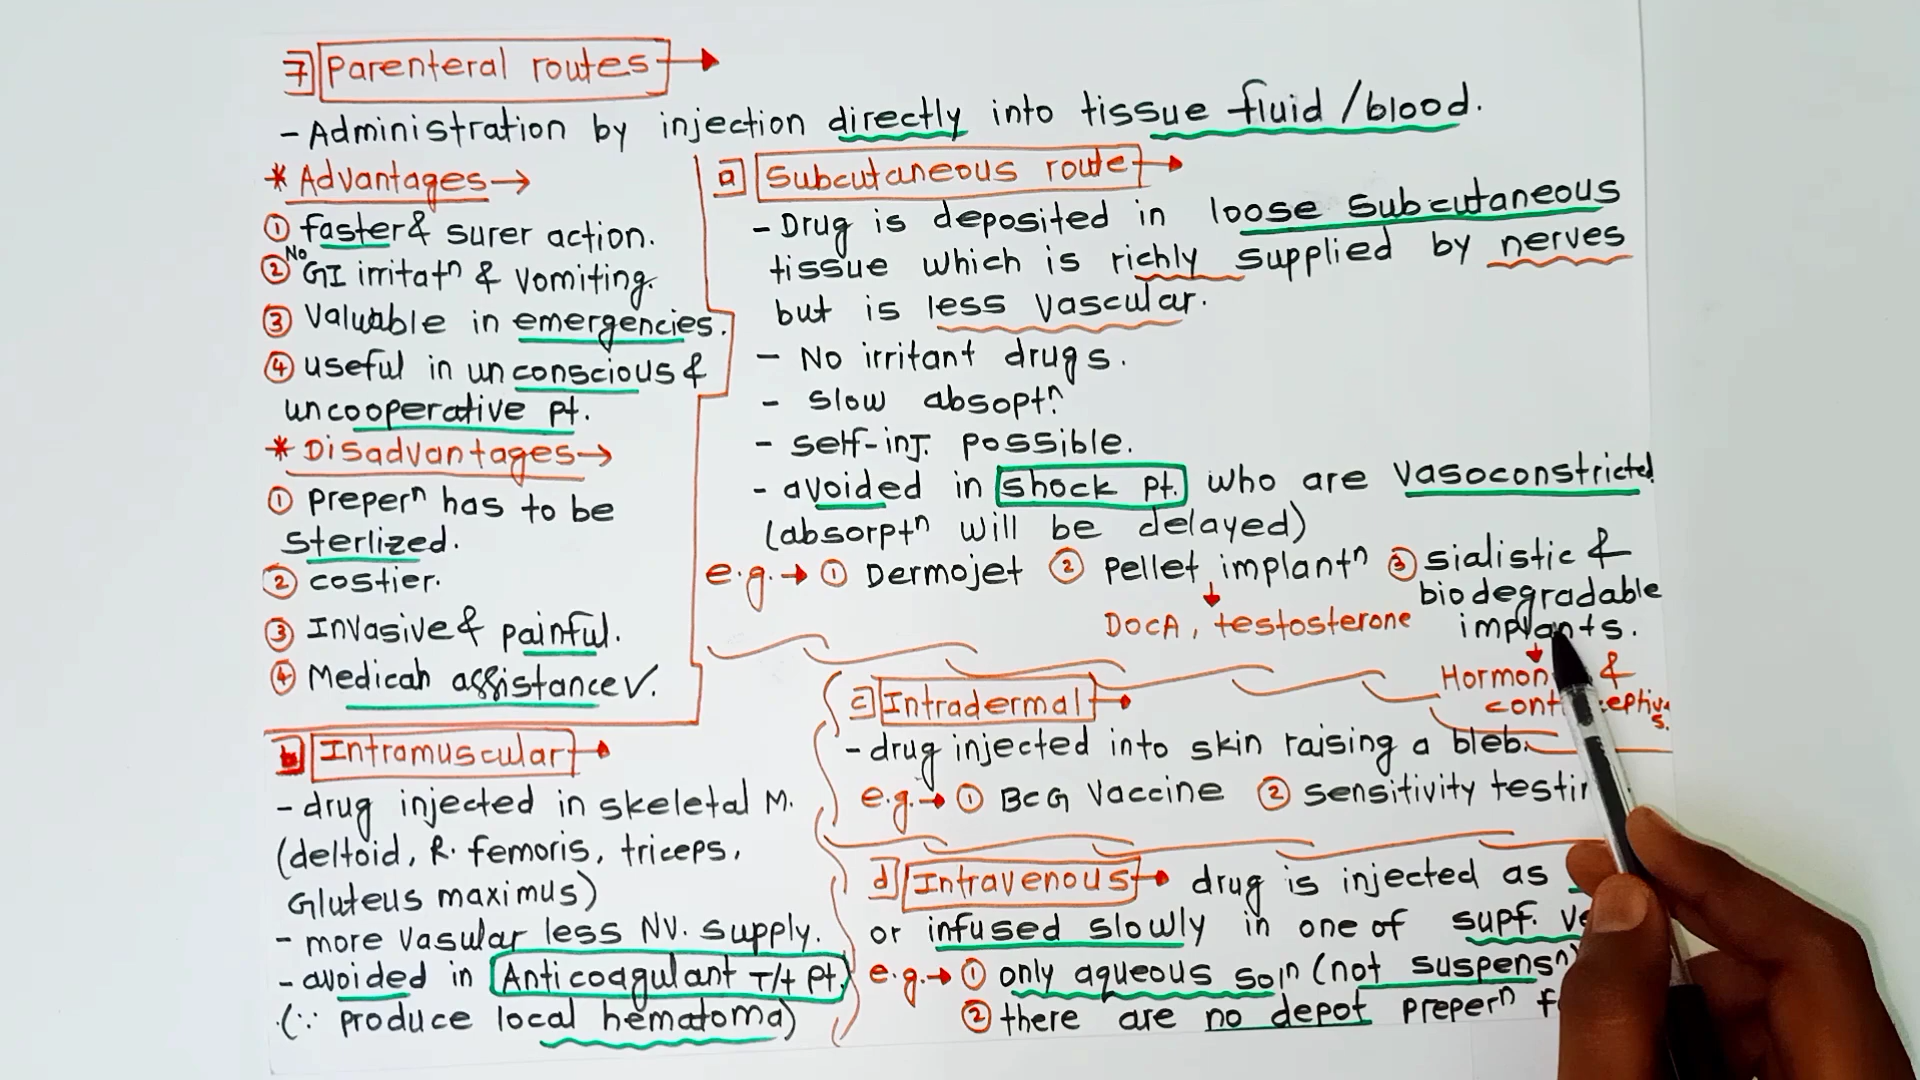 7 Parenteral routes →
- Administration by injection directly into tissue fluid /blood.
* Advantages →
① faster & surer action.
② No GI irritatn & vomiting.
③ Valuable in emergencies.
④ useful in unconscious &
uncooperative pt.
* Disadvantages →
① prepern has to be
sterlized.
② costier.
③ Invasive & painful.
④ Medicah assistance ✓.
a Subcutaneous route →
- Drug is deposited in loose subcutaneous
tissue which is richly supplied by nerves
but is less vascular.
- No irritant drugs.
- slow absoptn.
- self-inj. possible.
- avoided in shock pt. who are vasoconstricted
(absorptn will be delayed)
e.g. → ① Dermojet ② pellet implantn ③ sialistic &
biodegradable
implants.
↓
DOCA, testosterone
↓
Hormon &
s.
b Intramuscular →
- drug injected in skeletal M.
(deltoid, R. femoris, triceps,
Gluteus maximus)
- more vasular less NV. supply.
- avoided in Anticoagulant T/t pt.
(∵ produce local hematoma)
c Intradermal →
- drug injected into skin raising a bleb.
e.g. → ① BCG Vaccine ② sensitivity
d Intravenous → drug is injected as
or infused slowly in one of supf.
e.g. → ① only aqueous soln (not suspensn)
② there are no depot prepern